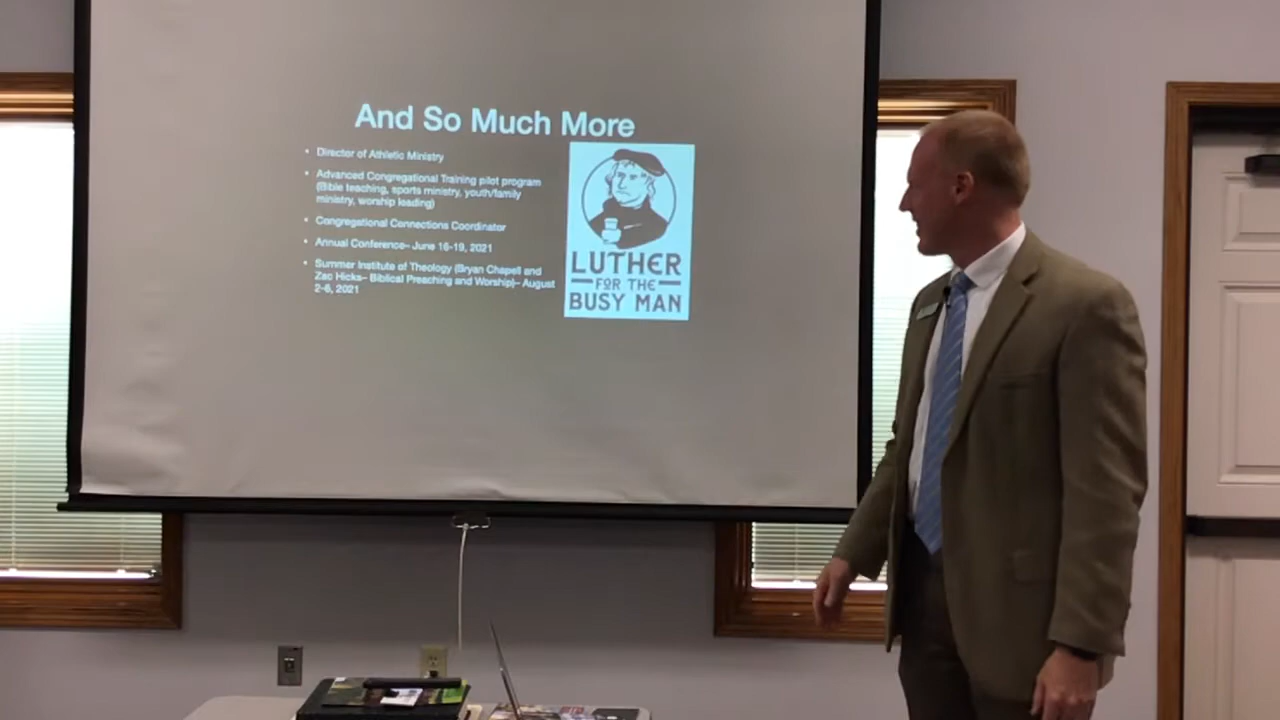 And So Much More
• Director of Athletic Ministry
• Advanced Congregational Training pilot program
(Bible teaching, sports ministry, youth/family
ministry, worship leading)
• Congregational Connections Coordinator
• Annual Conference– June 16-19, 2021
• Summer Institute of Theology (Bryan Chapell and
Zac Hicks– Biblical Preaching and Worship)– August
2-6, 2021
LUTHER
FOR THE
BUSY MAN